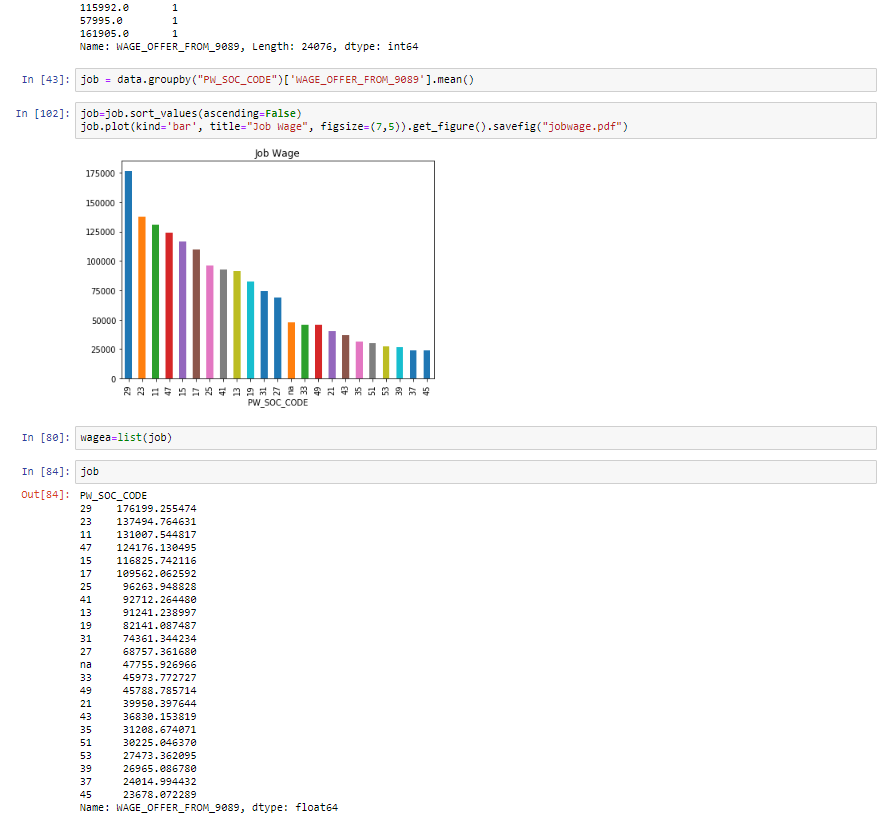 115992.0 1
57995.0 1
161905.0 1
Name: WAGE_OFFER_FROM_9089, Length: 24076, dtype: int64
In [43]: job = data.groupby("PW_SOC_CODE")['WAGE_OFFER_FROM_9089'].mean()
In [102]: job=job.sort_values(ascending=False)
job.plot(kind='bar', title="Job Wage", figsize=(7,5)).get_figure().savefig("jobwage.pdf")
Job Wage
175000
150000
125000
100000
75000
50000
25000
0
29 23 11 47 15 17 25 41 13 19 31 27 na 33 49 21 43 35 51 53 39 37 45
PW_SOC_CODE
In [80]: wagea=list(job)
In [84]: job
Out[84]: PW_SOC_CODE
29 176199.255474
23 137494.764631
11 131007.544817
47 124176.130495
15 116825.742116
17 109562.062592
25 96263.948828
41 92712.264480
13 91241.238997
19 82141.087487
31 74361.344234
27 68757.361680
na 47755.926966
33 45973.772727
49 45788.785714
21 39950.397644
43 36830.153819
35 31208.674071
51 30225.046370
53 27473.362095
39 26965.086780
37 24014.994432
45 23678.072289
Name: WAGE_OFFER_FROM_9089, dtype: float64